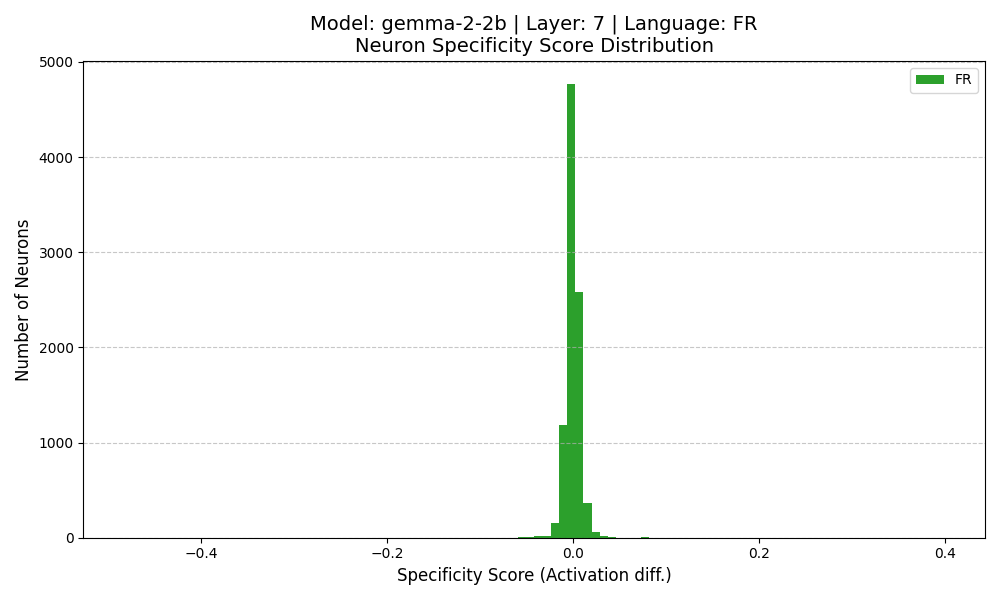 Model: gemma-2-2b | Layer: 7 | Language: FR
Neuron Specificity Score Distribution
FR
5000
4000
3000
2000
1000
0
Number of Neurons
−0.4
−0.2
0.0
0.2
0.4
Specificity Score (Activation diff.)